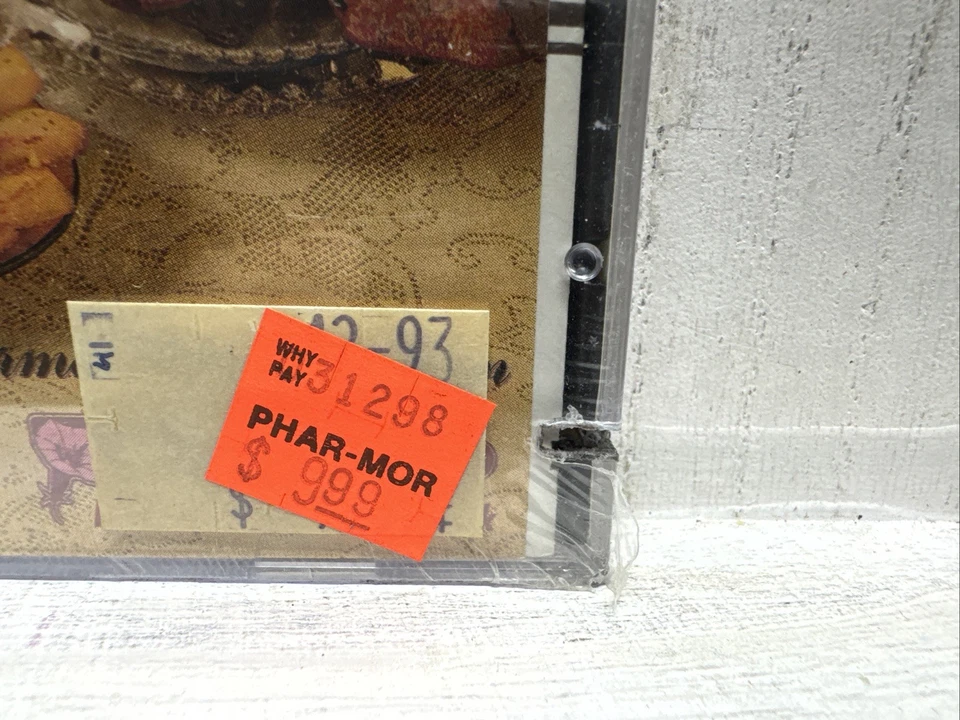 12-93
WHY
PAY 31298
PHAR-MOR
$ 999
$